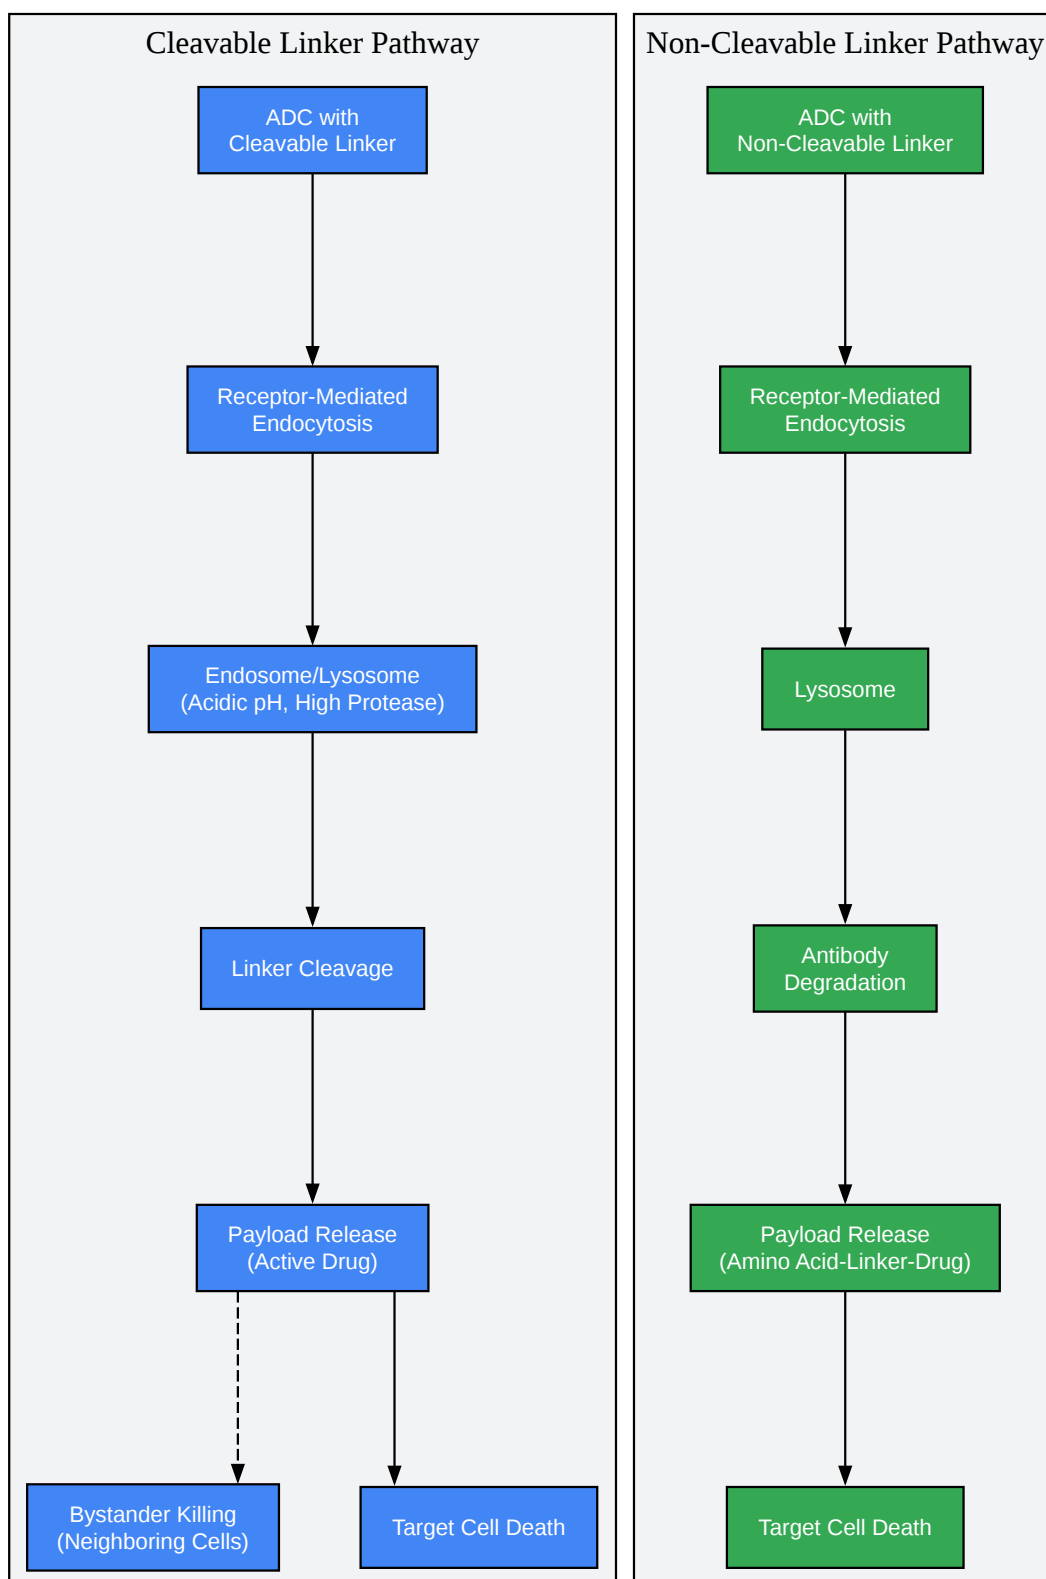 Cleavable Linker Pathway
ADC with
Cleavable Linker
Receptor-Mediated
Endocytosis
Endosome/Lysosome
(Acidic pH, High Protease)
Linker Cleavage
Payload Release
(Active Drug)
Bystander Killing
(Neighboring Cells)
Target Cell Death
Non-Cleavable Linker Pathway
ADC with
Non-Cleavable Linker
Receptor-Mediated
Endocytosis
Lysosome
Antibody
Degradation
Payload Release
(Amino Acid-Linker-Drug)
Target Cell Death